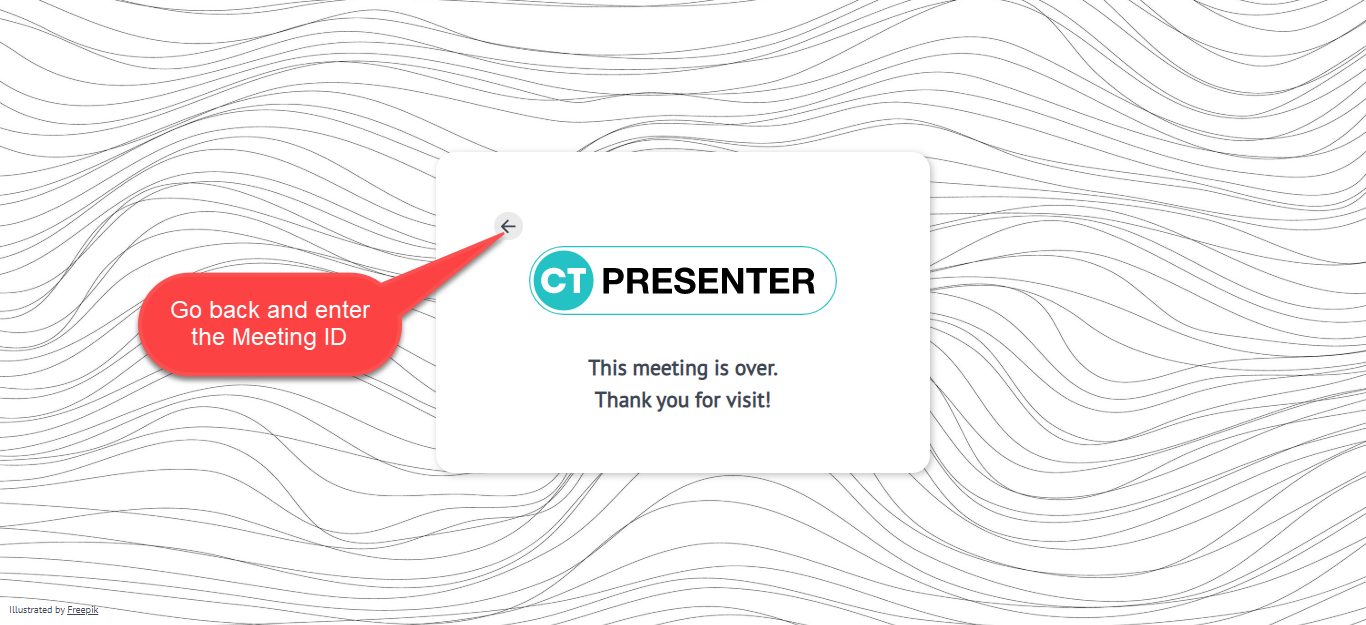 Go back and enter
the Meeting ID
CT PRESENTER
This meeting is over.
Thank you for visit!
Illustrated by Freepik